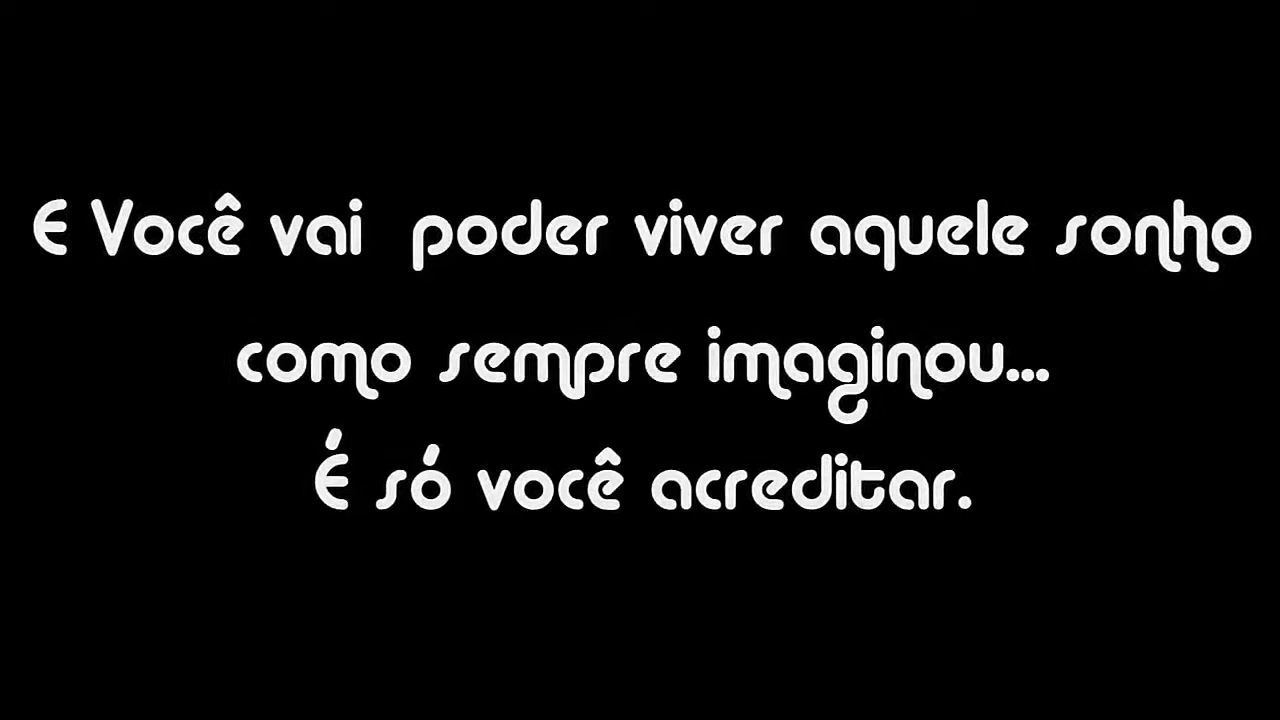 E Você vai  poder viver aquele sonho
como sempre imaginou...
É só você acreditar.